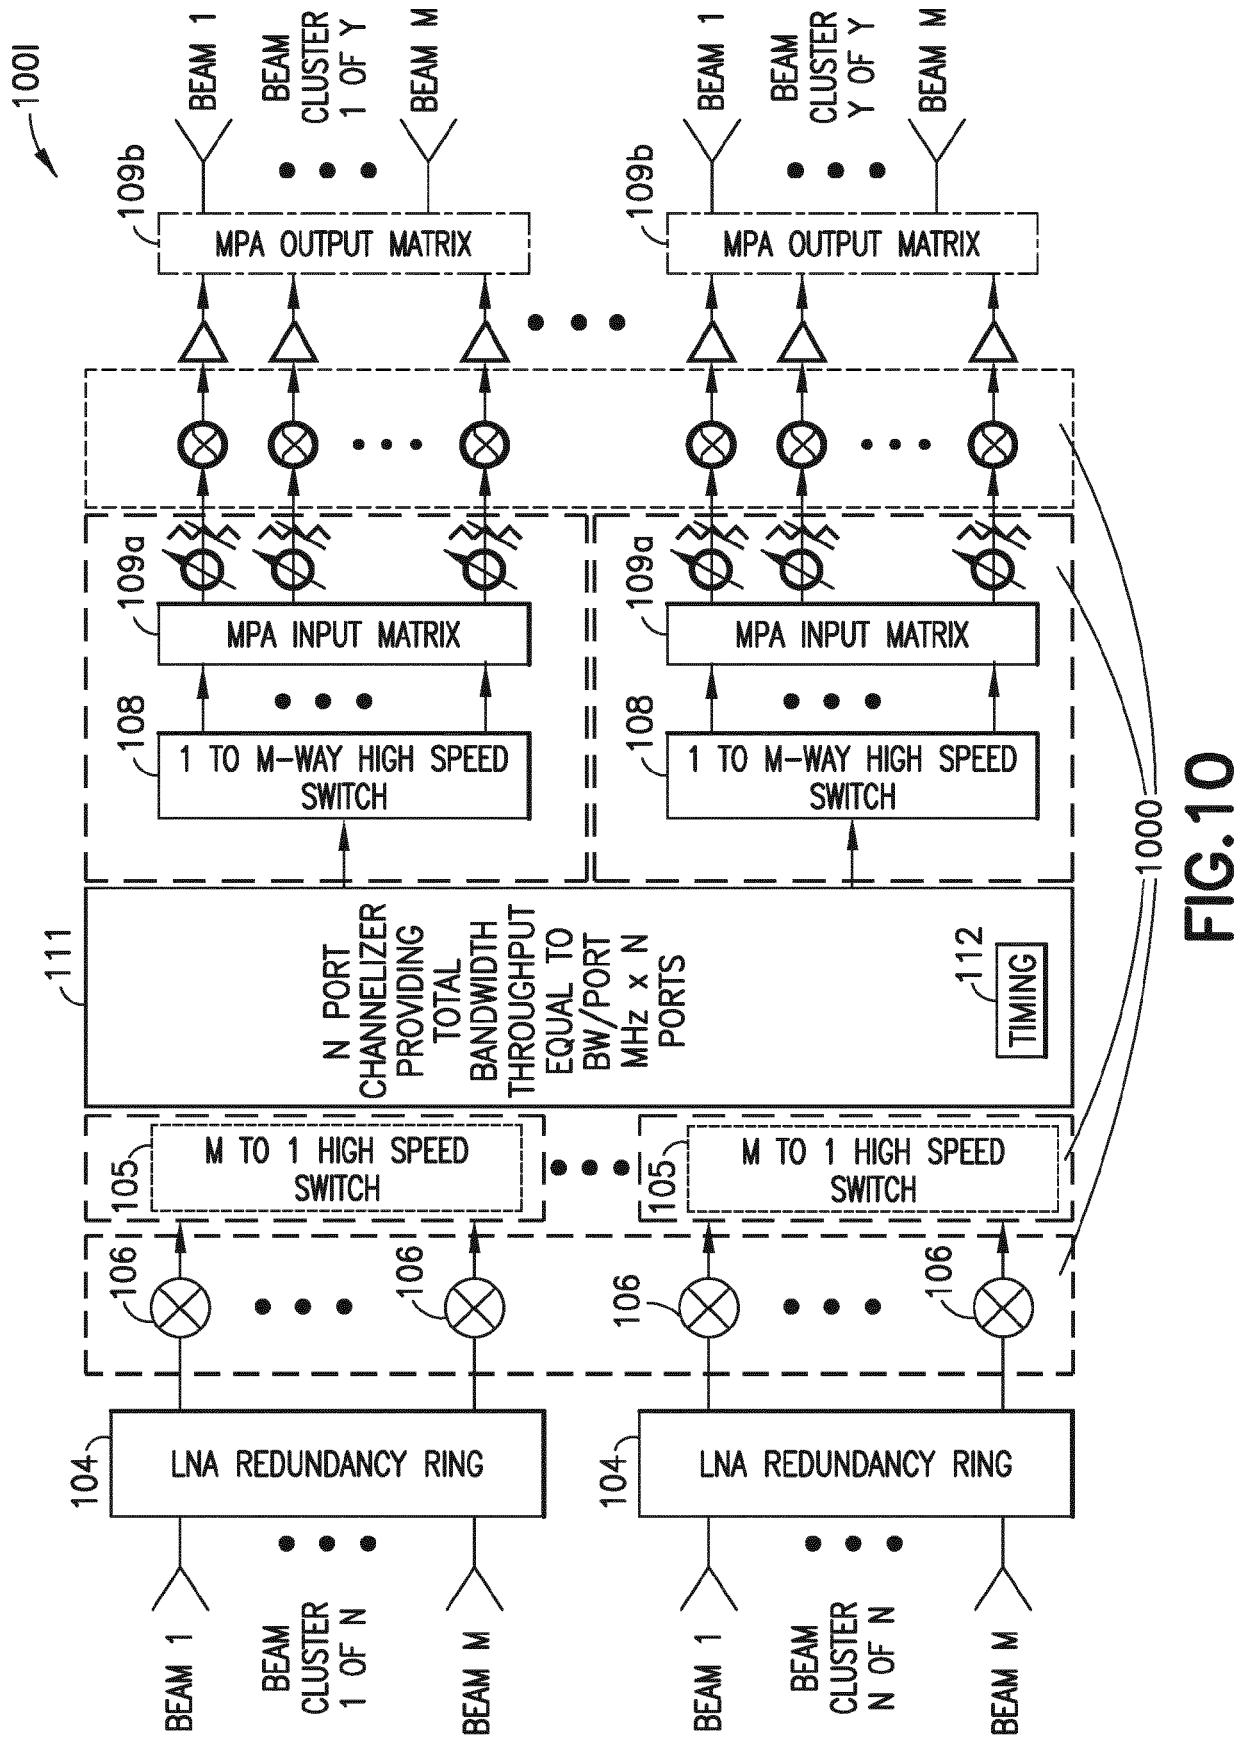 100I
BEAM 1
BEAM
CLUSTER
1 OF N
BEAM M
104
LNA REDUNDANCY RING
106
106
105
M TO 1 HIGH SPEED
SWITCH
BEAM 1
BEAM
CLUSTER
N OF N
BEAM M
104
LNA REDUNDANCY RING
106
106
105
M TO 1 HIGH SPEED
SWITCH
111
N PORT
CHANNELIZER
PROVIDING
TOTAL
BANDWIDTH
THROUGHPUT
EQUAL TO
BW/PORT
MHz x N
PORTS
112
TIMING
108
1 TO M-WAY HIGH SPEED
SWITCH
109a
MPA INPUT MATRIX
109b
MPA OUTPUT MATRIX
BEAM 1
BEAM
CLUSTER
1 OF Y
BEAM M
108
1 TO M-WAY HIGH SPEED
SWITCH
109a
MPA INPUT MATRIX
109b
MPA OUTPUT MATRIX
BEAM 1
BEAM
CLUSTER
Y OF Y
BEAM M
1000
FIG.10